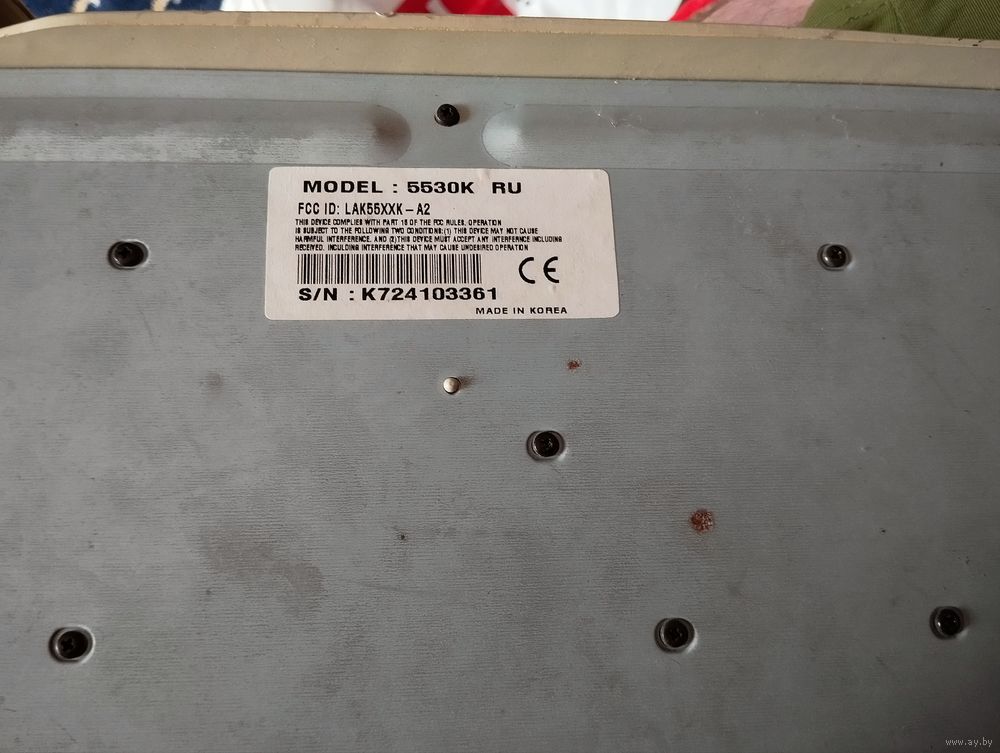 MODEL : 5530K RU
FCC ID: LAK55XXK-A2
THIS DEVICE COMPLIES WITH PART 15 OF THE FCC RULES. OPERATION
IS SUBJECT TO THE FOLLOWING TWO CONDITIONS:(1) THIS DEVICE MAY NOT CAUSE
HARMFUL INTERFERENCE, AND (2)THIS DEVICE MUST ACCEPT ANY INTERFERNCE INCLUDING
RECEIVED, INCULDING INTERFERENCE THAT MAY CAUSE UNDESIRED OPERATION
CE
S/N : K724103361
MADE IN KOREA
www.ay.by